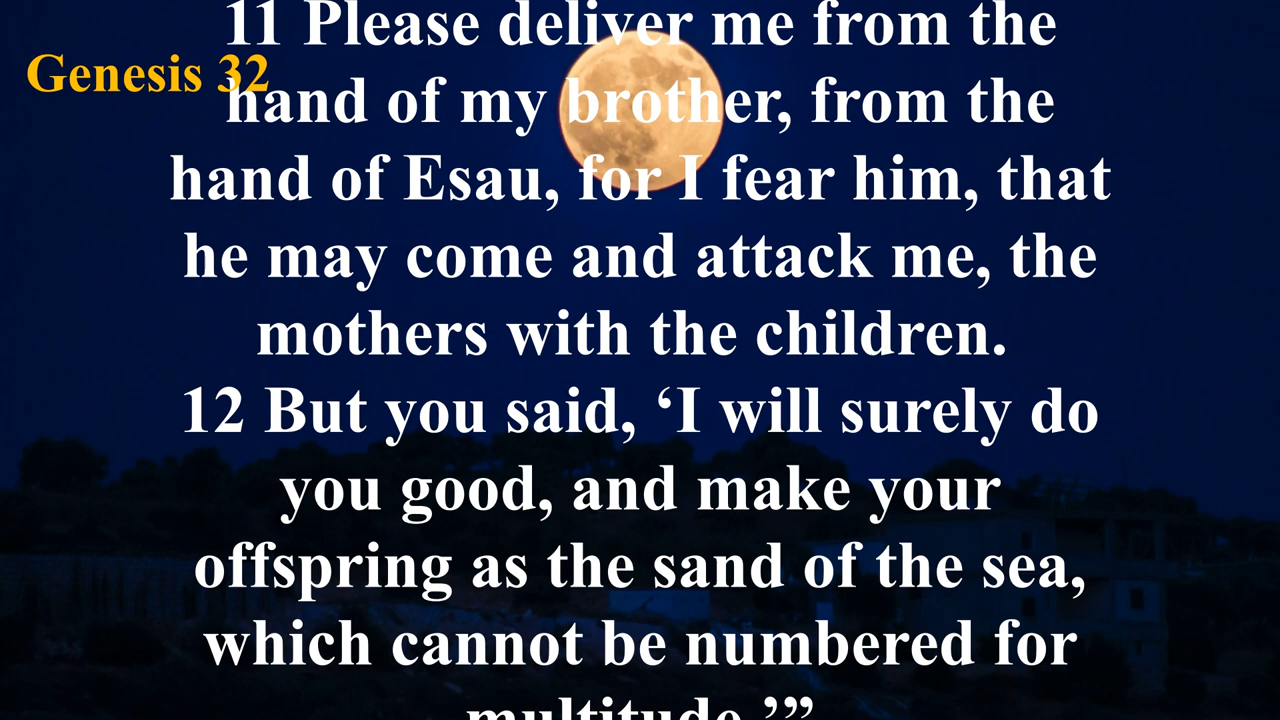 11 Please deliver me from the
Genesis 32
hand of my brother, from the
hand of Esau, for I fear him, that
he may come and attack me, the
mothers with the children.
12 But you said, ‘I will surely do
you good, and make your
offspring as the sand of the sea,
which cannot be numbered for
multitude.’”